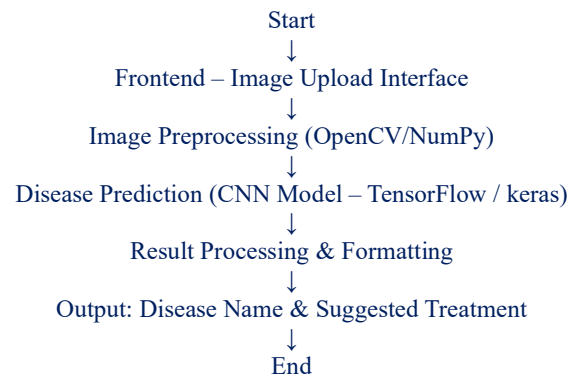 Start
↓
Frontend – Image Upload Interface
↓
Image Preprocessing (OpenCV/NumPy)
↓
Disease Prediction (CNN Model – TensorFlow / keras)
↓
Result Processing & Formatting
↓
Output: Disease Name & Suggested Treatment
↓
End